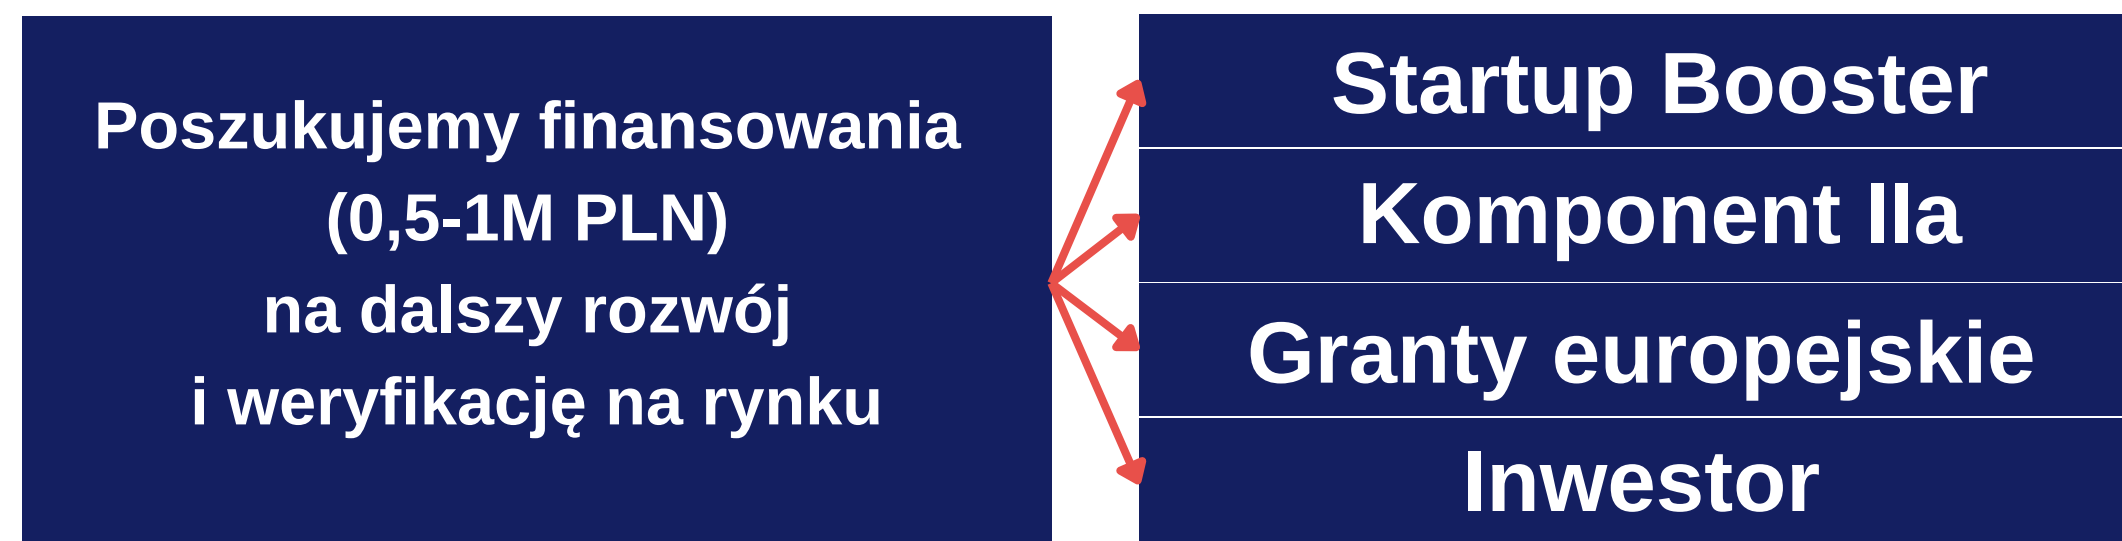 Poszukujemy finansowania
(0,5-1M PLN)
na dalszy rozwój
i weryfikację na rynku
Startup Booster
Komponent IIa
Granty europejskie
Inwestor